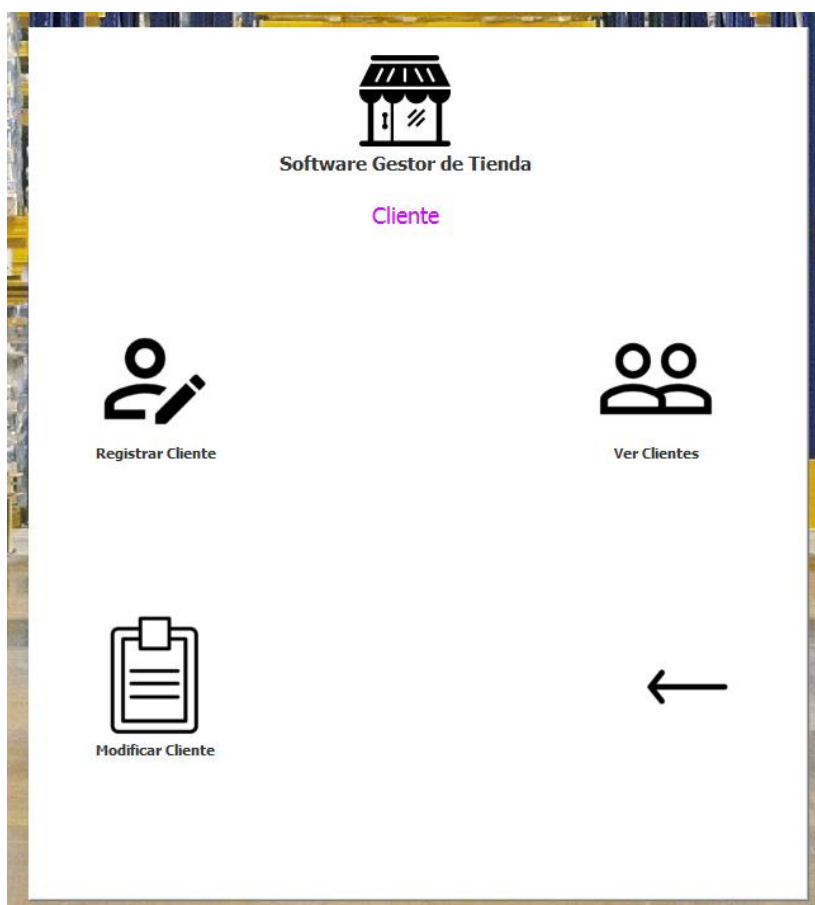 Software Gestor de Tienda
Cliente
Registrar Cliente
Ver Clientes
Modificar Cliente